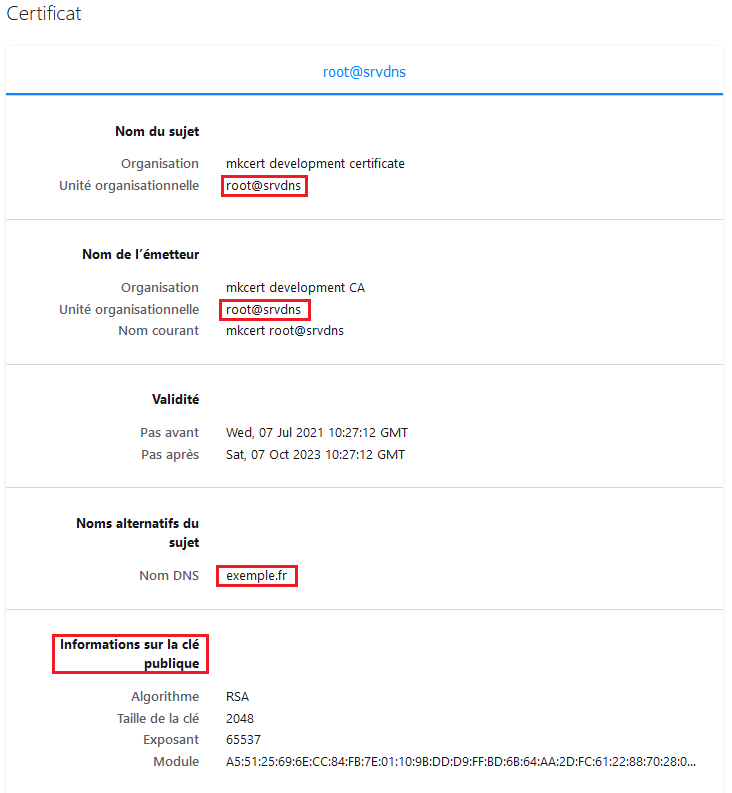 Certificat
root@srvdns
Nom du sujet
Organisation mkcert development certificate
Unité organisationnelle root@srvdns
Nom de l’émetteur
Organisation mkcert development CA
Unité organisationnelle root@srvdns
Nom courant mkcert root@srvdns
Validité
Pas avant Wed, 07 Jul 2021 10:27:12 GMT
Pas après Sat, 07 Oct 2023 10:27:12 GMT
Noms alternatifs du
sujet
Nom DNS exemple.fr
Informations sur la clé
publique
Algorithme RSA
Taille de la clé 2048
Exposant 65537
Module A5:51:25:69:6E:CC:84:FB:7E:01:10:9B:DD:D9:FF:BD:6B:64:AA:2D:FC:61:22:88:70:28:0...